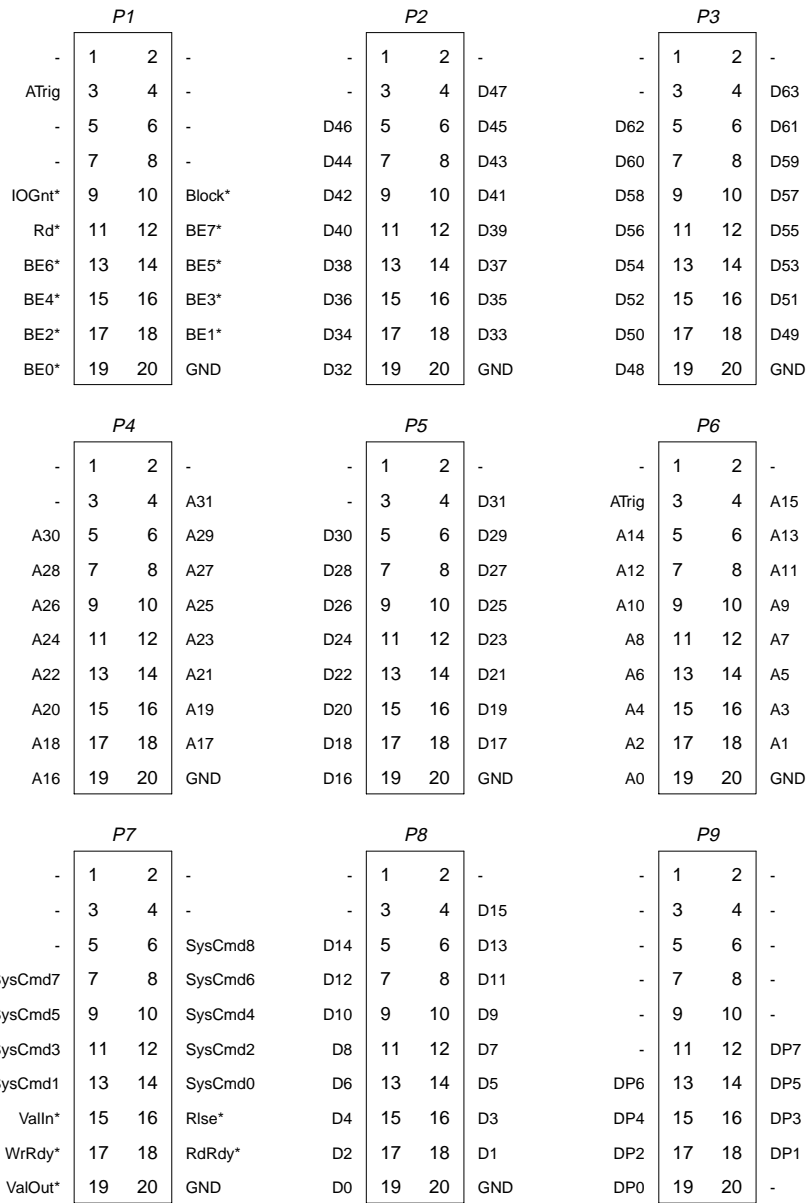 P1 P2 P3
- 1 2 - - 1 2 - - 1 2 -
ATrig 3 4 - - 3 4 D47 - 3 4 D63
- 5 6 - D46 5 6 D45 D62 5 6 D61
- 7 8 - D44 7 8 D43 D60 7 8 D59
IOGnt* 9 10 Block* D42 9 10 D41 D58 9 10 D57
Rd* 11 12 BE7* D40 11 12 D39 D56 11 12 D55
BE6* 13 14 BE5* D38 13 14 D37 D54 13 14 D53
BE4* 15 16 BE3* D36 15 16 D35 D52 15 16 D51
BE2* 17 18 BE1* D34 17 18 D33 D50 17 18 D49
BE0* 19 20 GND D32 19 20 GND D48 19 20 GND
P4 P5 P6
- 1 2 - - 1 2 - - 1 2 -
- 3 4 A31 - 3 4 D31 ATrig 3 4 A15
A30 5 6 A29 D30 5 6 D29 A14 5 6 A13
A28 7 8 A27 D28 7 8 D27 A12 7 8 A11
A26 9 10 A25 D26 9 10 D25 A10 9 10 A9
A24 11 12 A23 D24 11 12 D23 A8 11 12 A7
A22 13 14 A21 D22 13 14 D21 A6 13 14 A5
A20 15 16 A19 D20 15 16 D19 A4 15 16 A3
A18 17 18 A17 D18 17 18 D17 A2 17 18 A1
A16 19 20 GND D16 19 20 GND A0 19 20 GND
P7 P8 P9
- 1 2 - - 1 2 - - 1 2 -
- 3 4 - - 3 4 D15 - 3 4 -
- 5 6 SysCmd8 D14 5 6 D13 - 5 6 -
SysCmd7 7 8 SysCmd6 D12 7 8 D11 - 7 8 -
SysCmd5 9 10 SysCmd4 D10 9 10 D9 - 9 10 -
SysCmd3 11 12 SysCmd2 D8 11 12 D7 - 11 12 DP7
SysCmd1 13 14 SysCmd0 D6 13 14 D5 DP6 13 14 DP5
ValIn* 15 16 Rlse* D4 15 16 D3 DP4 15 16 DP3
WrRdy* 17 18 RdRdy* D2 17 18 D1 DP2 17 18 DP1
ValOut* 19 20 GND D0 19 20 GND DP0 19 20 -